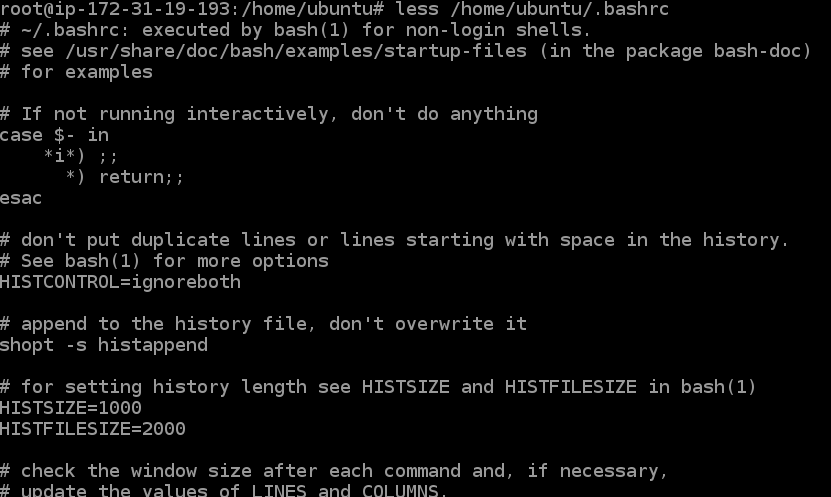 root@ip-172-31-19-193:/home/ubuntu# less /home/ubuntu/.bashrc
# ~/.bashrc: executed by bash(1) for non-login shells.
# see /usr/share/doc/bash/examples/startup-files (in the package bash-doc)
# for examples

# If not running interactively, don't do anything
case $- in
    *i*) ;;
      *) return;;
esac

# don't put duplicate lines or lines starting with space in the history.
# See bash(1) for more options
HISTCONTROL=ignoreboth

# append to the history file, don't overwrite it
shopt -s histappend

# for setting history length see HISTSIZE and HISTFILESIZE in bash(1)
HISTSIZE=1000
HISTFILESIZE=2000

# check the window size after each command and, if necessary,
# update the values of LINES and COLUMNS.